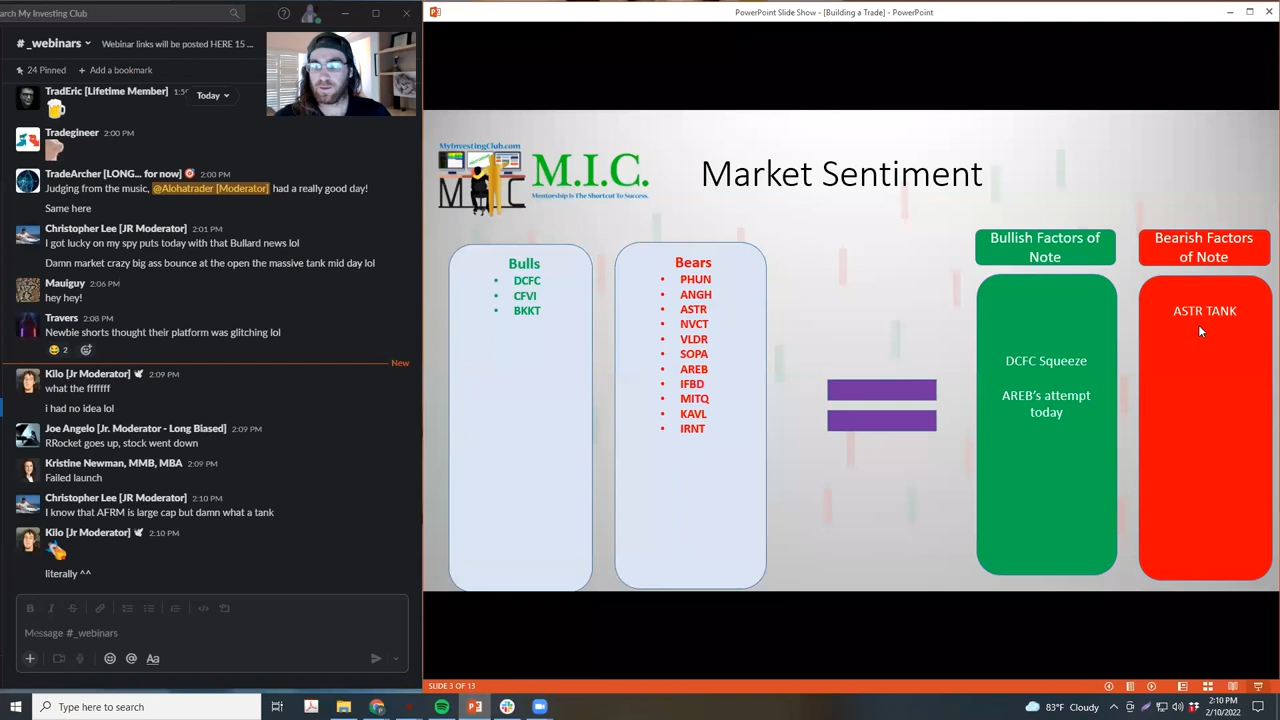 arch My Investing Club
# _webinars
Webinar links will be posted HERE 15 ...
24 Pinned
+ Add a bookmark
TradEric [Lifetime Member]
Today
Tradegineer 2:00 PM
TradeArcher [LONG... for now] 2:00 PM
Judging from the music, @Alohatrader [Moderator] had a really good day!
Same here
Christopher Lee [JR Moderator] 2:01 PM
I got lucky on my spy puts today with that Bullard news lol
Damn market crazy big ass bounce at the open the massive tank mid day lol
Mauiguy 2:06 PM
hey hey!
Travers 2:08 PM
Newbie shorts thought their platform was glitching lol
2
New
Kilo [Jr Moderator] 2:09 PM
what the ffffff
i had no idea lol
Joe Angelo [Jr. Moderator - Long Biased] 2:09 PM
RRocket goes up, stock went down
Kristine Newman, MMB, MBA 2:09 PM
Failed launch
Christopher Lee [JR Moderator] 2:10 PM
I know that AFRM is large cap but damn what a tank
Kilo [Jr Moderator] 2:10 PM
literally ^^
Message #_webinars
Aa
PowerPoint Slide Show - [Building a Trade] - PowerPoint
MyInvestingClub.com
MIC
M.I.C.
Mentorship Is The Shortcut To Success.
Market Sentiment
Bulls
• DCFC
• CFVI
• BKKT
Bears
• PHUN
• ANGH
• ASTR
• NVCT
• VLDR
• SOPA
• AREB
• IFBD
• MITQ
• KAVL
• IRNT
Bullish Factors of
Note
DCFC Squeeze
AREB's attempt
today
Bearish Factors
of Note
ASTR TANK
SLIDE 3 OF 13
Type here to search
83°F Cloudy
2:10 PM
2/10/2022